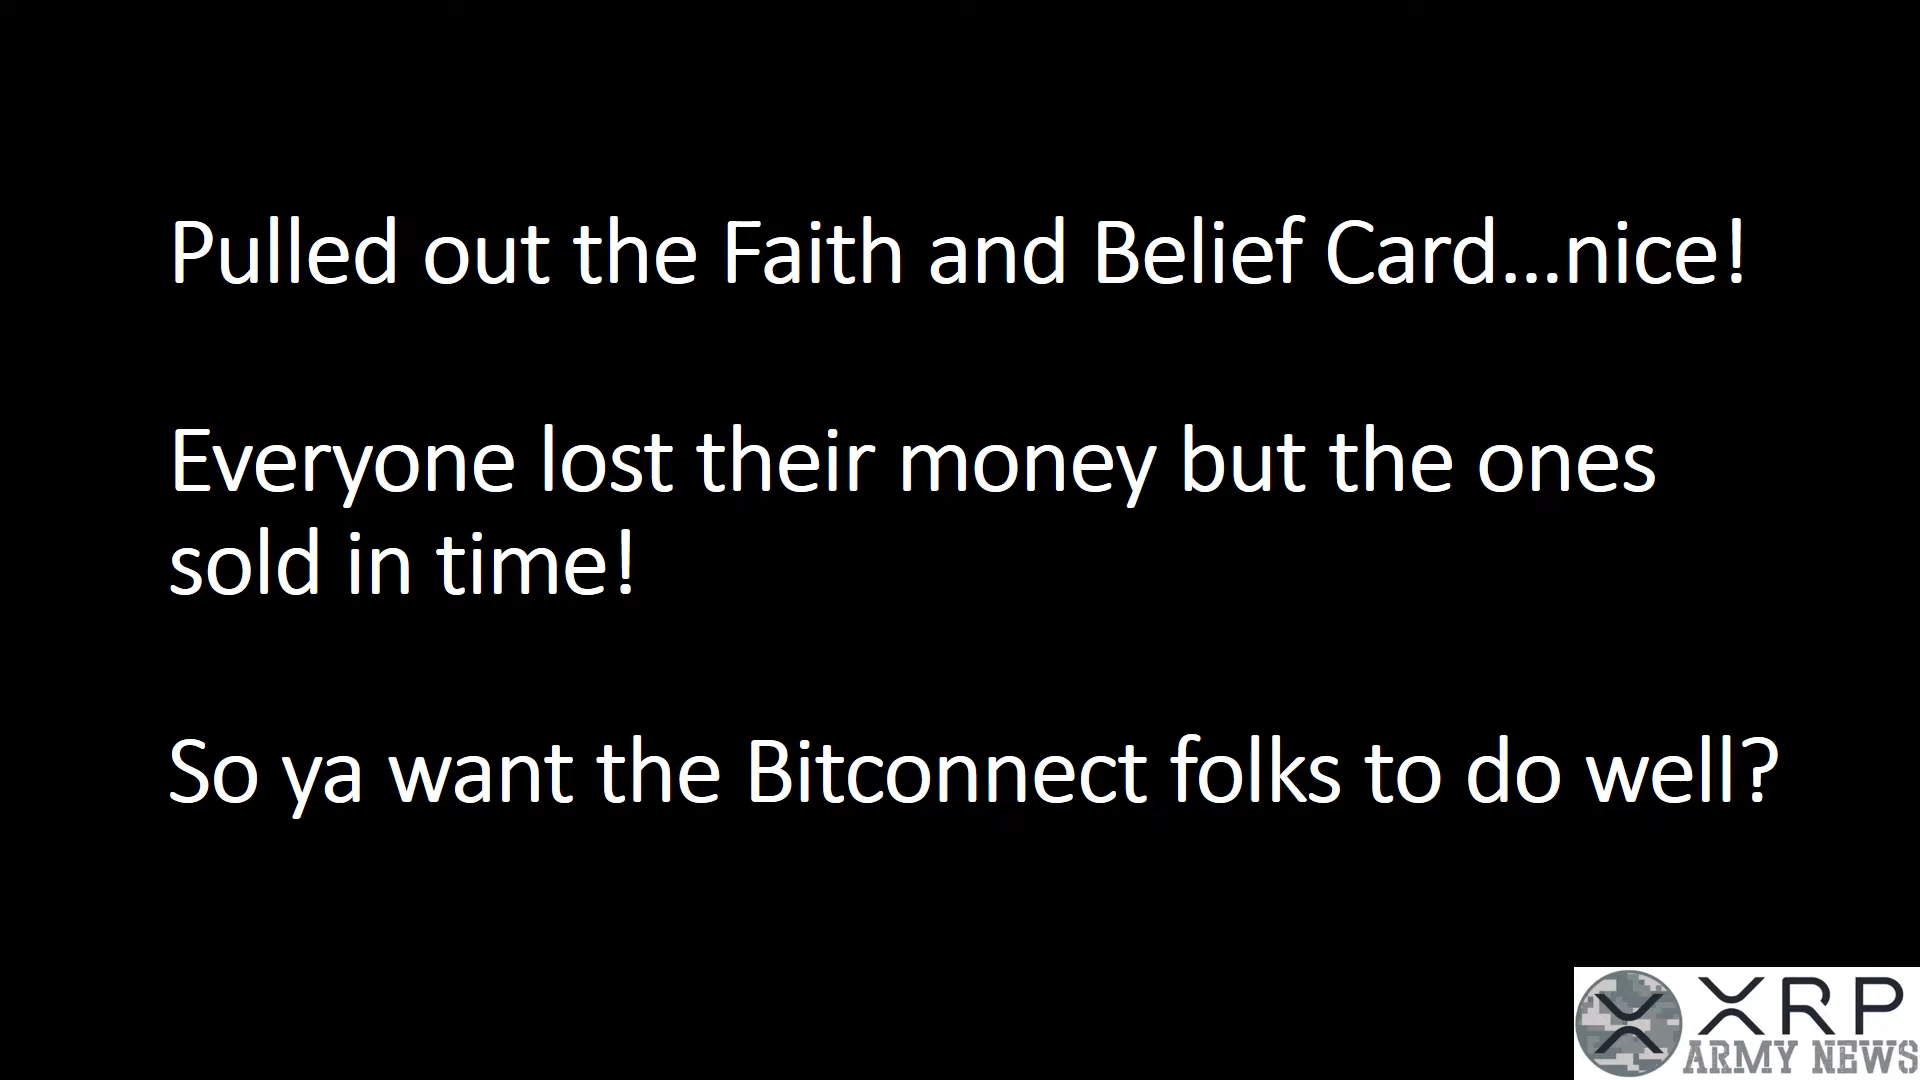 Pulled out the Faith and Belief Card...nice!
Everyone lost their money but the ones
sold in time!
So ya want the Bitconnect folks to do well?
XRP
ARMY NEWS